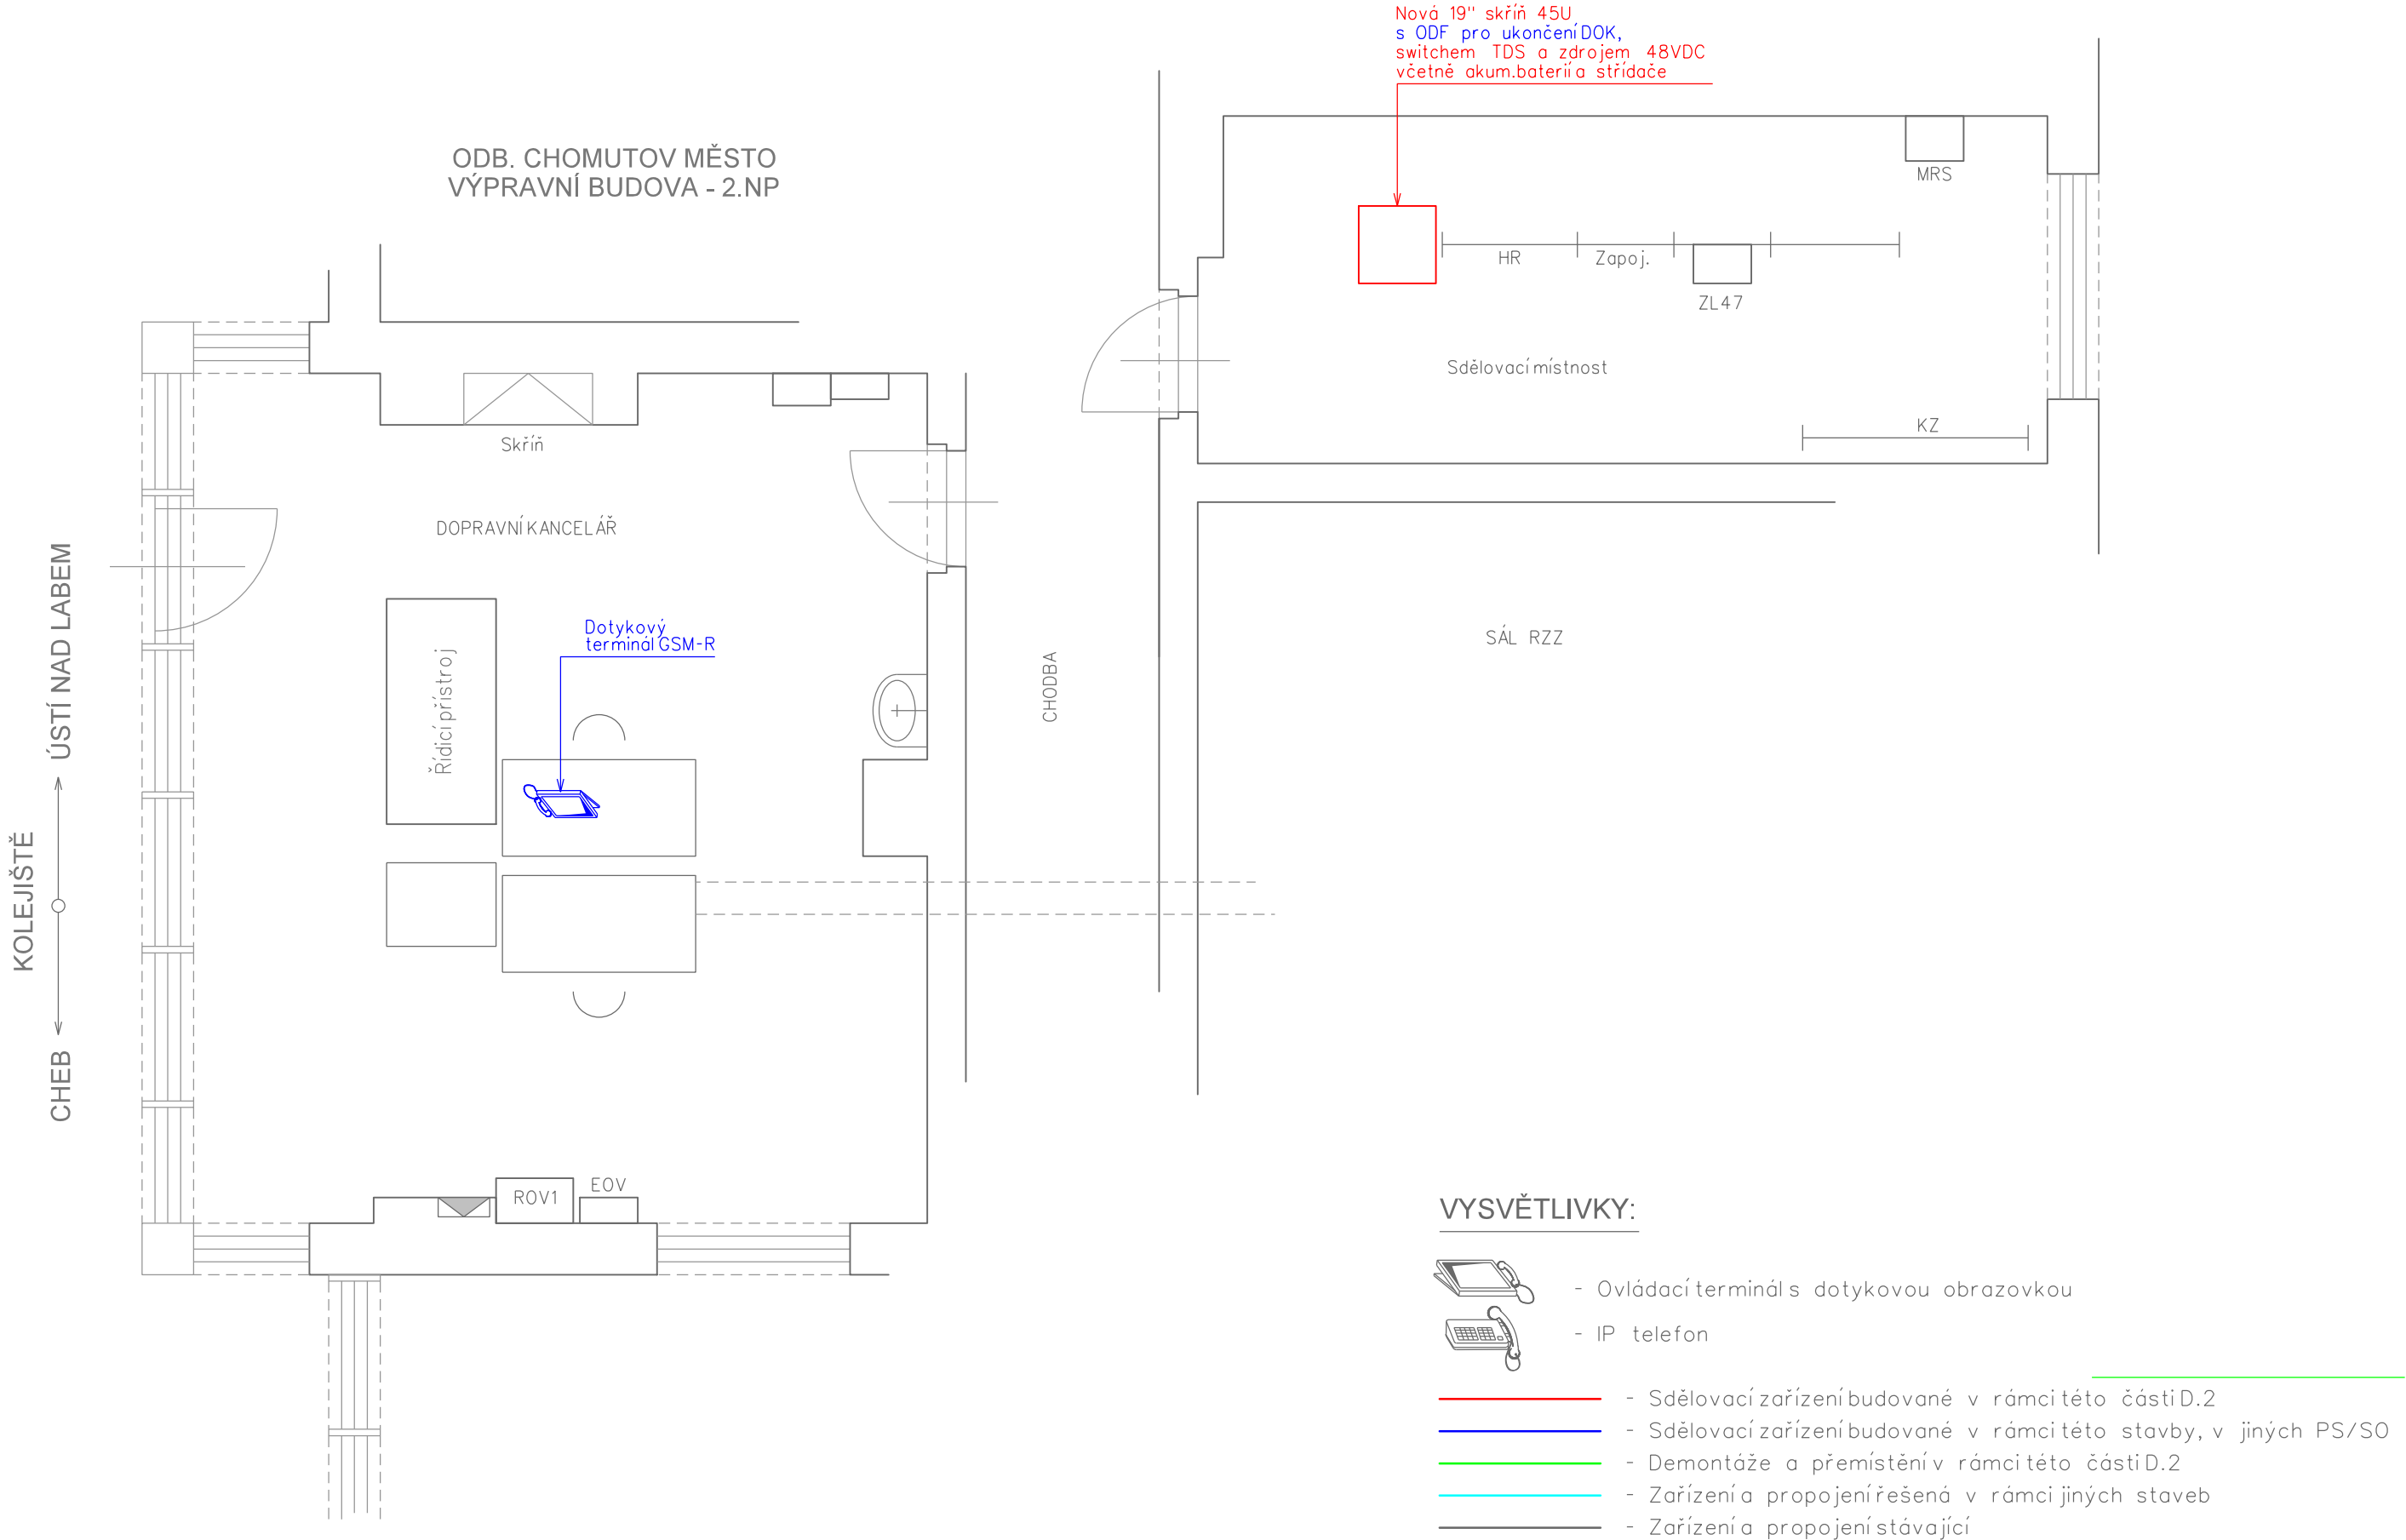 Nová 19" skříň 45U
s ODF pro ukončení DOK,
switchem TDS a zdrojem 48VDC
včetně akum.baterií a střídače
ODB. CHOMUTOV MĚSTO
VÝPRAVNÍ BUDOVA - 2.NP
MRS
HR
Zapoj.
ZL47
Sdělovací místnost
KZ
Skříň
DOPRAVNÍ KANCELÁŘ
Dotykový
terminál GSM-R
SÁL RZZ
CHODBA
Řídicí přístroj
ÚSTÍ NAD LABEM
KOLEJIŠTĚ
CHEB
ROV1
EOV
VYSVĚTLIVKY:
- Ovládací terminál s dotykovou obrazovkou
- IP telefon
- Sdělovací zařízení budované v rámci této části D.2
- Sdělovací zařízení budované v rámci této stavby, v jiných PS/SO
- Demontáže a přemístění v rámci této části D.2
- Zařízení a propojení řešená v rámci jiných staveb
- Zařízení a propojení stávající